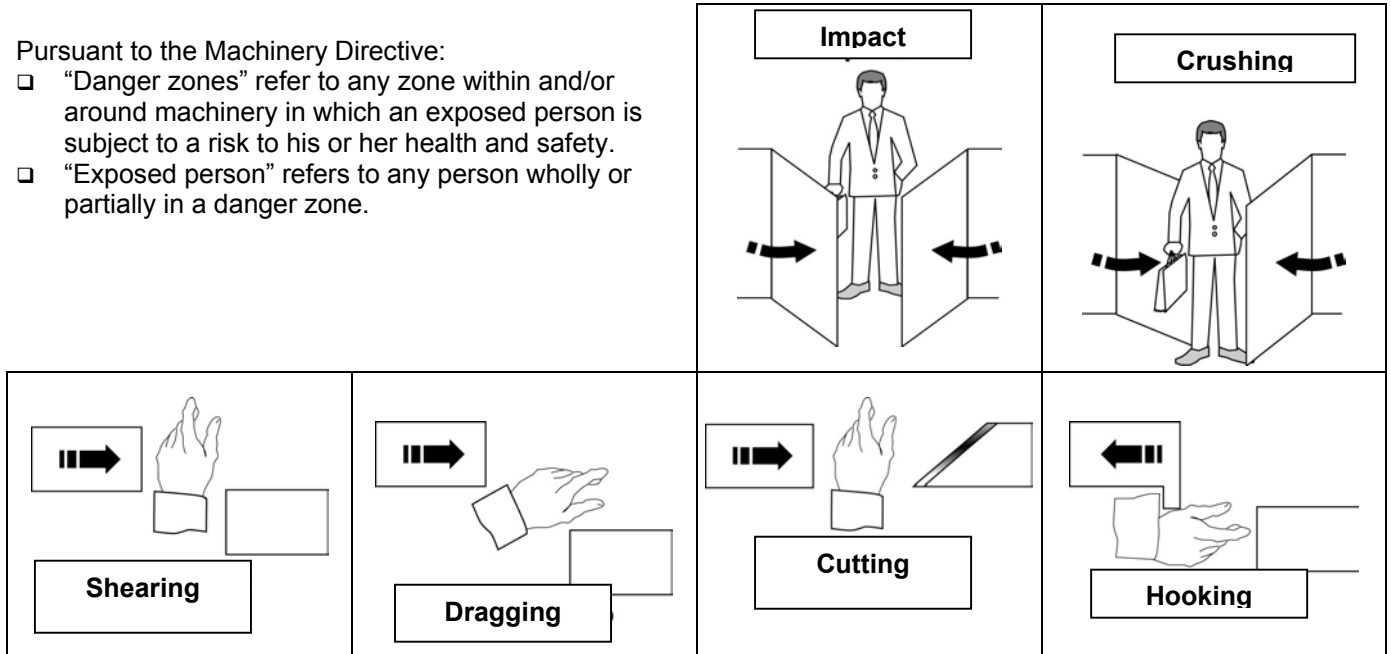 Pursuant to the Machinery Directive:
❑ “Danger zones” refer to any zone within and/or
around machinery in which an exposed person is
subject to a risk to his or her health and safety.
❑ “Exposed person” refers to any person wholly or
partially in a danger zone.
Impact
Crushing
Shearing
Dragging
Cutting
Hooking